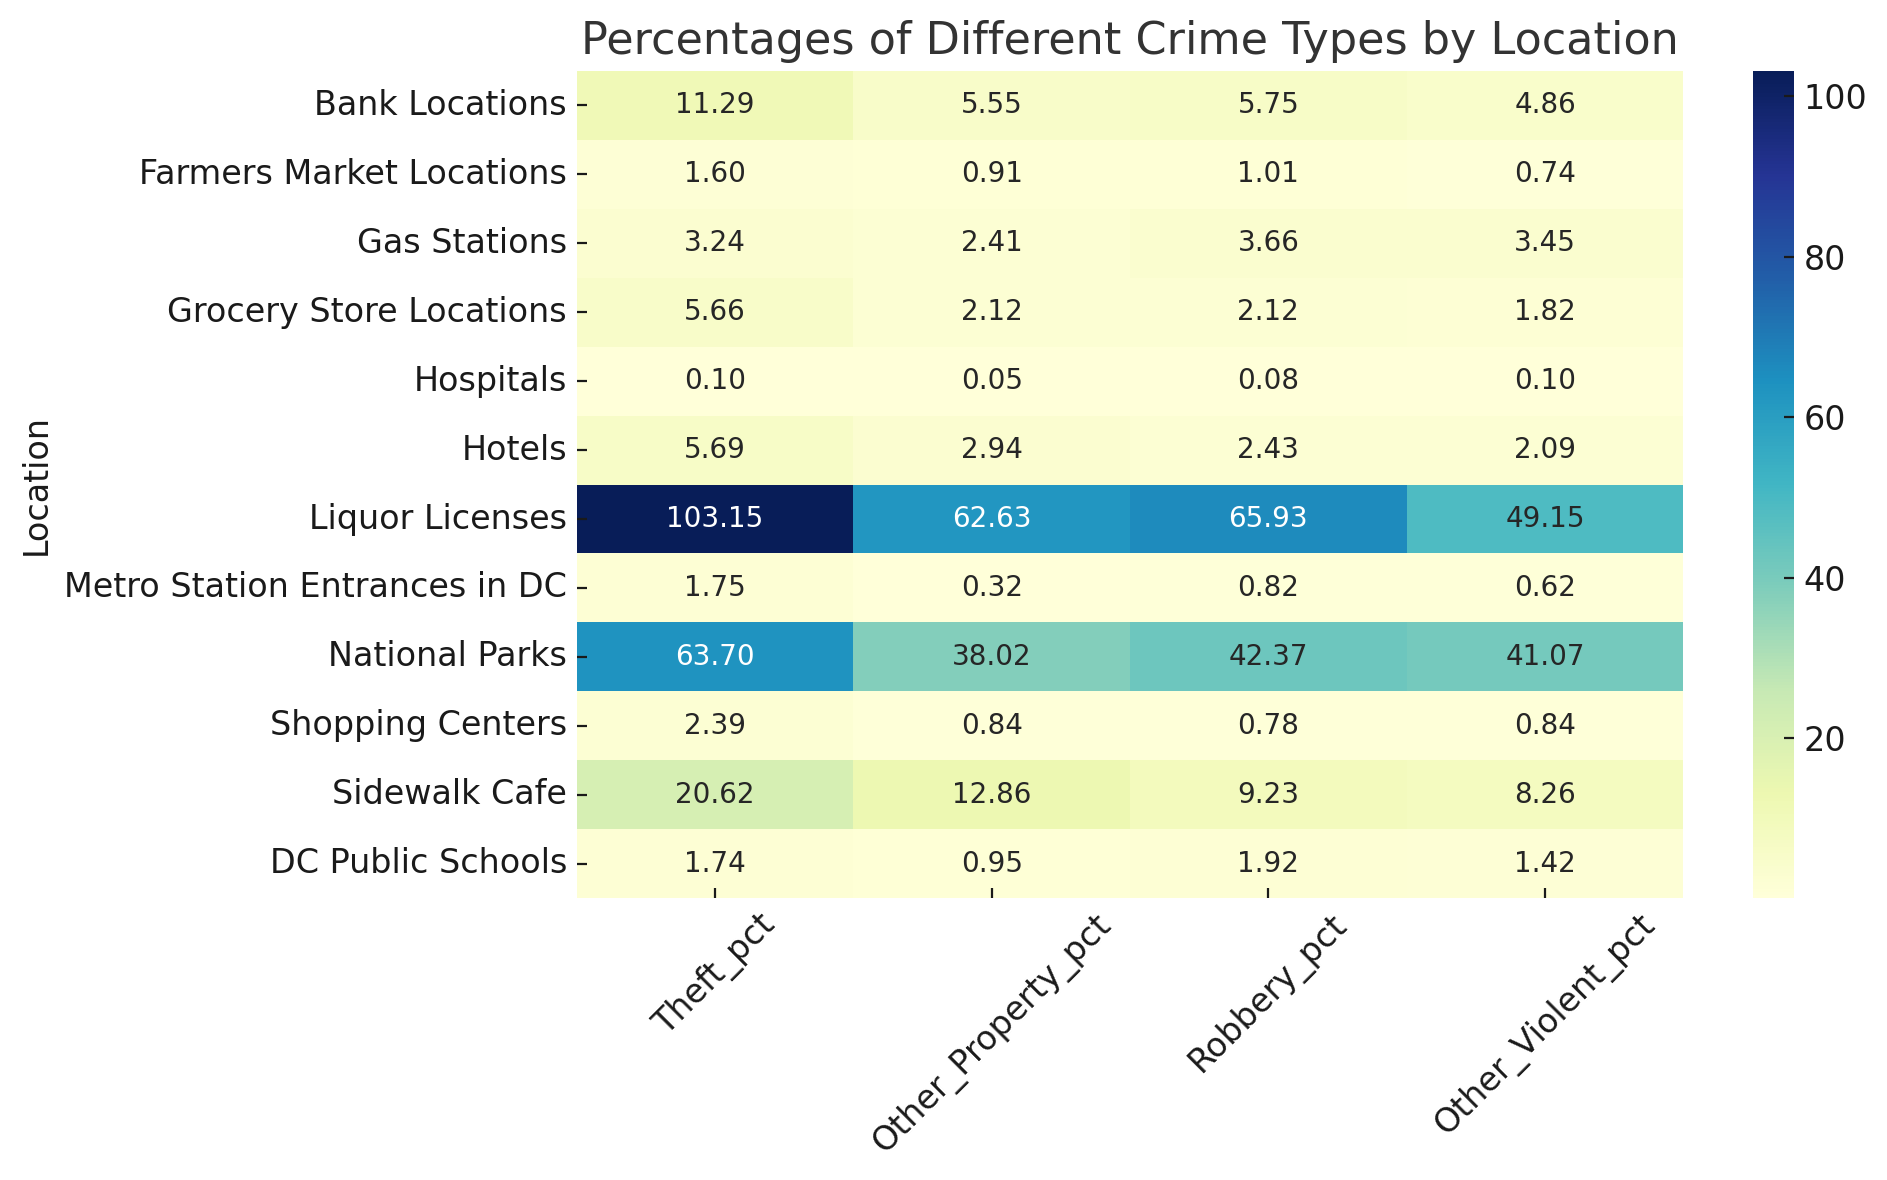 Percentages of Different Crime Types by Location
Location
Bank Locations 11.29 5.55 5.75 4.86
Farmers Market Locations 1.60 0.91 1.01 0.74
Gas Stations 3.24 2.41 3.66 3.45
Grocery Store Locations 5.66 2.12 2.12 1.82
Hospitals 0.10 0.05 0.08 0.10
Hotels 5.69 2.94 2.43 2.09
Liquor Licenses 103.15 62.63 65.93 49.15
Metro Station Entrances in DC 1.75 0.32 0.82 0.62
National Parks 63.70 38.02 42.37 41.07
Shopping Centers 2.39 0.84 0.78 0.84
Sidewalk Cafe 20.62 12.86 9.23 8.26
DC Public Schools 1.74 0.95 1.92 1.42
Theft_pct Other_Property_pct Robbery_pct Other_Violent_pct
100
80
60
40
20